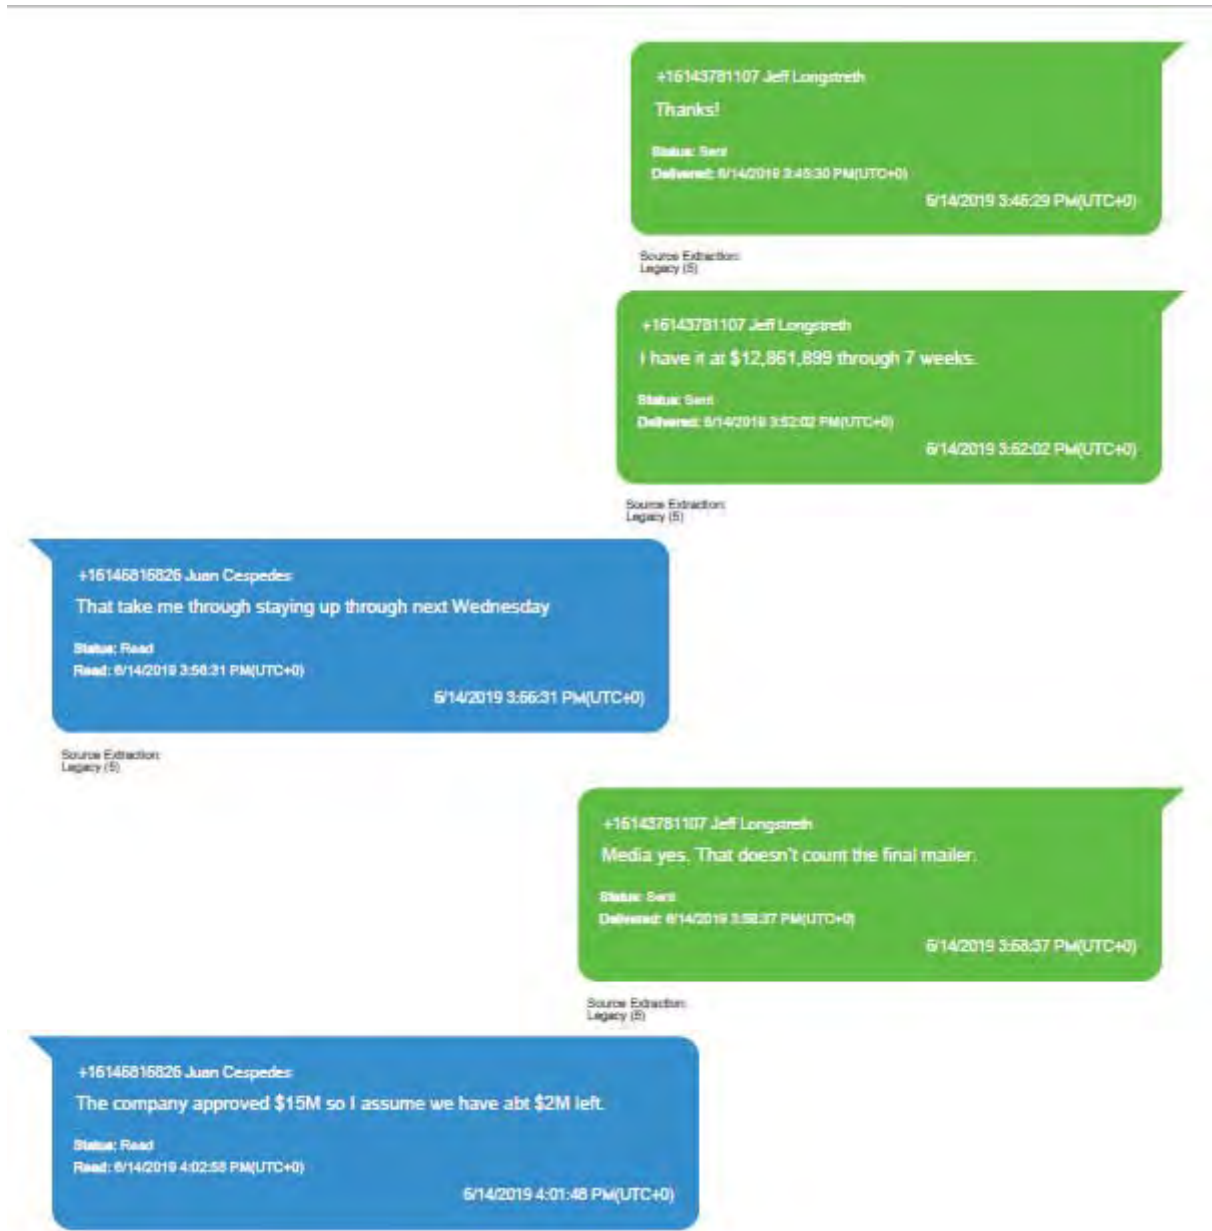 +16143781107 Jeff Longstreth
Thanks!
Status: Sent
Delivered: 6/14/2019 3:45:30 PM(UTC+0)
6/14/2019 3:45:29 PM(UTC+0)
Source Extraction:
Legacy (5)
+16143781107 Jeff Longstreth
I have it at $12,861,899 through 7 weeks.
Status: Sent
Delivered: 6/14/2019 3:52:02 PM(UTC+0)
6/14/2019 3:52:02 PM(UTC+0)
Source Extraction:
Legacy (5)
+16146816826 Juan Cespedes
That take me through staying up through next Wednesday
Status: Read
Read: 6/14/2019 3:56:31 PM(UTC+0)
6/14/2019 3:56:31 PM(UTC+0)
Source Extraction:
Legacy (5)
+16143781107 Jeff Longstreth
Media yes. That doesn't count the final mailer.
Status: Sent
Delivered: 6/14/2019 3:58:37 PM(UTC+0)
6/14/2019 3:58:37 PM(UTC+0)
Source Extraction:
Legacy (5)
+16146816826 Juan Cespedes
The company approved $15M so I assume we have abt $2M left.
Status: Read
Read: 6/14/2019 4:02:58 PM(UTC+0)
6/14/2019 4:01:48 PM(UTC+0)